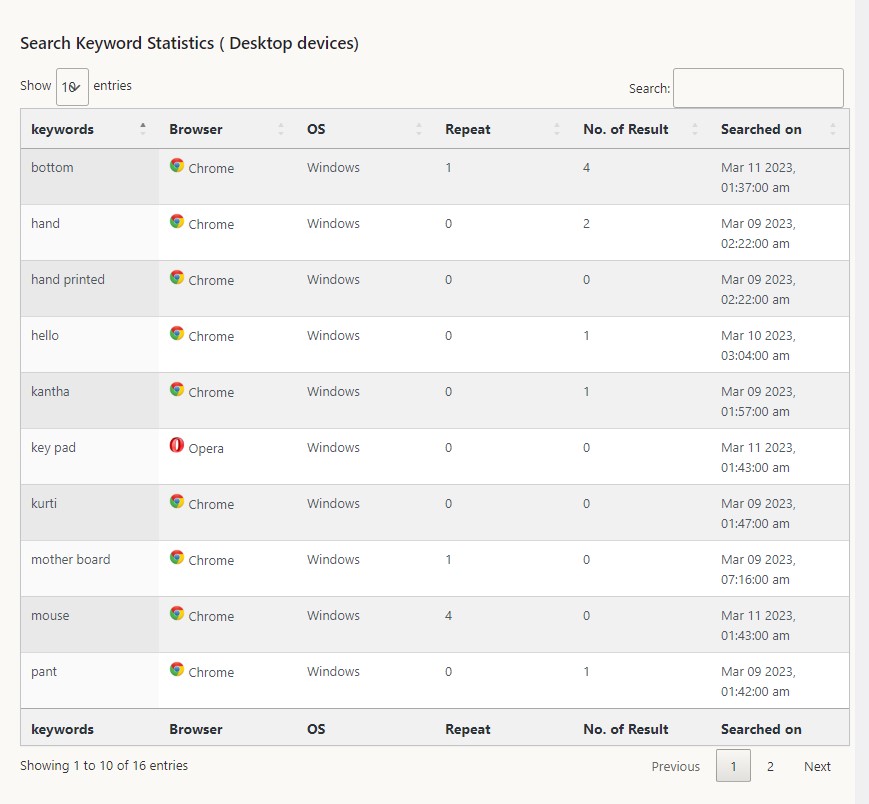 Search Keyword Statistics ( Desktop devices)
Show 10 entries
Search:
keywords Browser OS Repeat No. of Result Searched on
bottom Chrome Windows 1 4 Mar 11 2023,
01:37:00 am
hand Chrome Windows 0 2 Mar 09 2023,
02:22:00 am
hand printed Chrome Windows 0 0 Mar 09 2023,
02:22:00 am
hello Chrome Windows 0 1 Mar 10 2023,
03:04:00 am
kantha Chrome Windows 0 1 Mar 09 2023,
01:57:00 am
key pad Opera Windows 0 0 Mar 11 2023,
01:43:00 am
kurti Chrome Windows 0 0 Mar 09 2023,
01:47:00 am
mother board Chrome Windows 1 0 Mar 09 2023,
07:16:00 am
mouse Chrome Windows 4 0 Mar 11 2023,
01:43:00 am
pant Chrome Windows 0 1 Mar 09 2023,
01:42:00 am
keywords Browser OS Repeat No. of Result Searched on
Showing 1 to 10 of 16 entries
Previous 1 2 Next